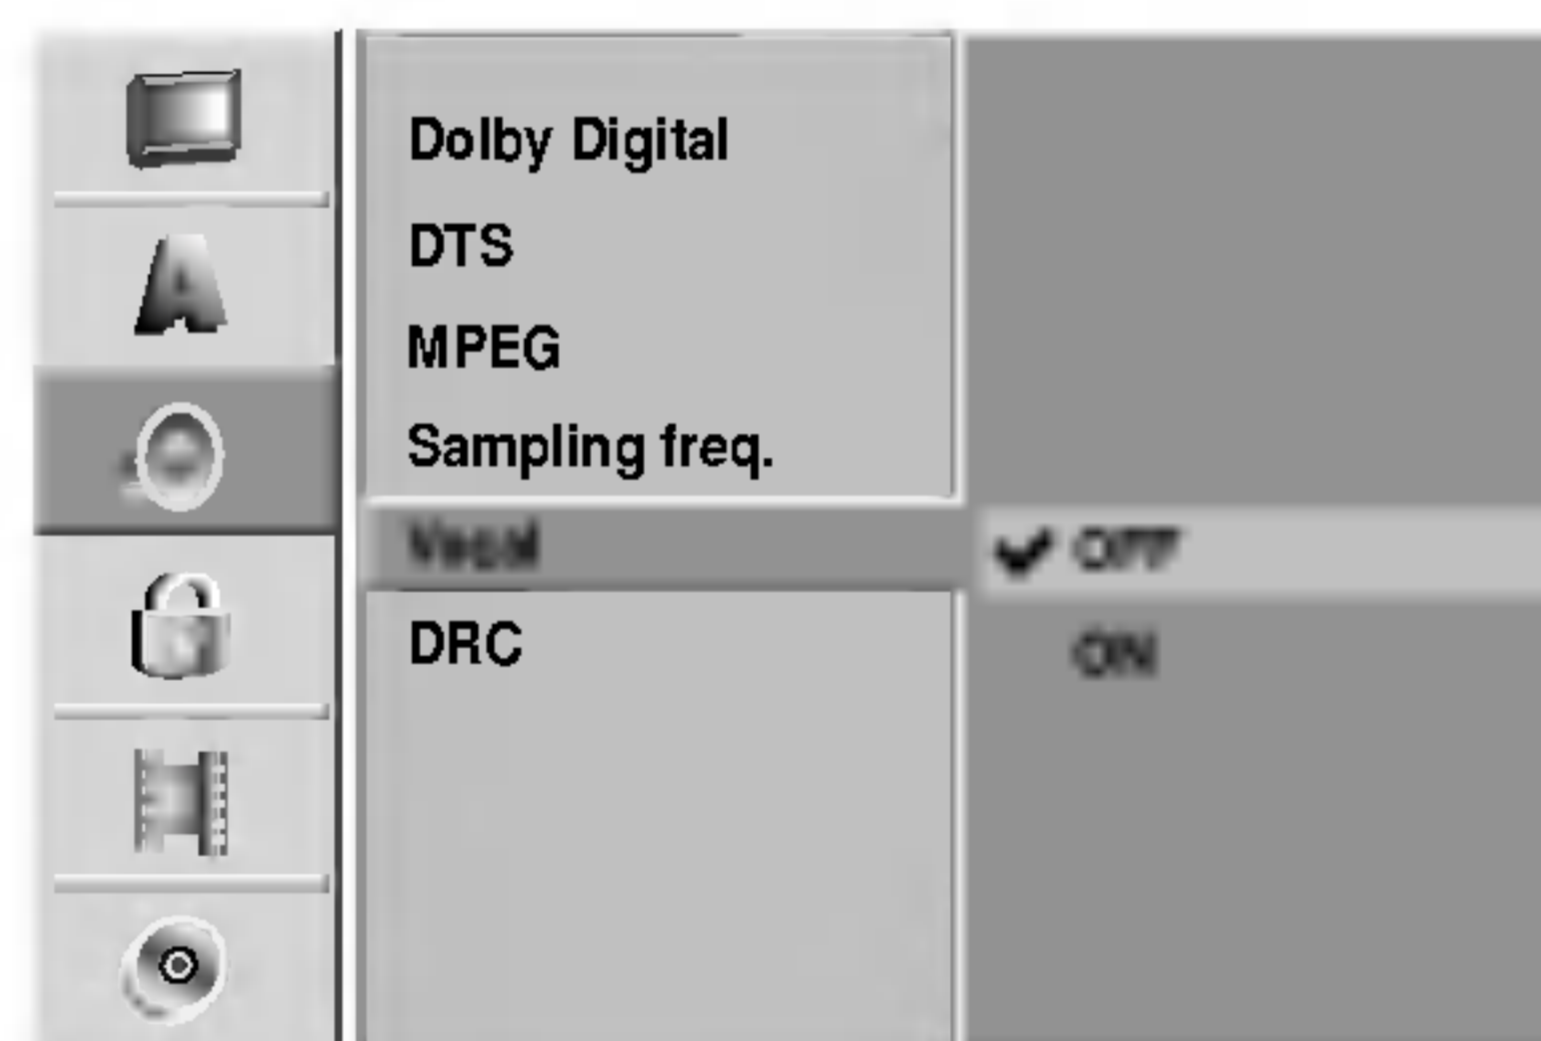 Dolby Digital
DTS
MPEG
Sampling freq.
Vocal
OFF
ON
DRC